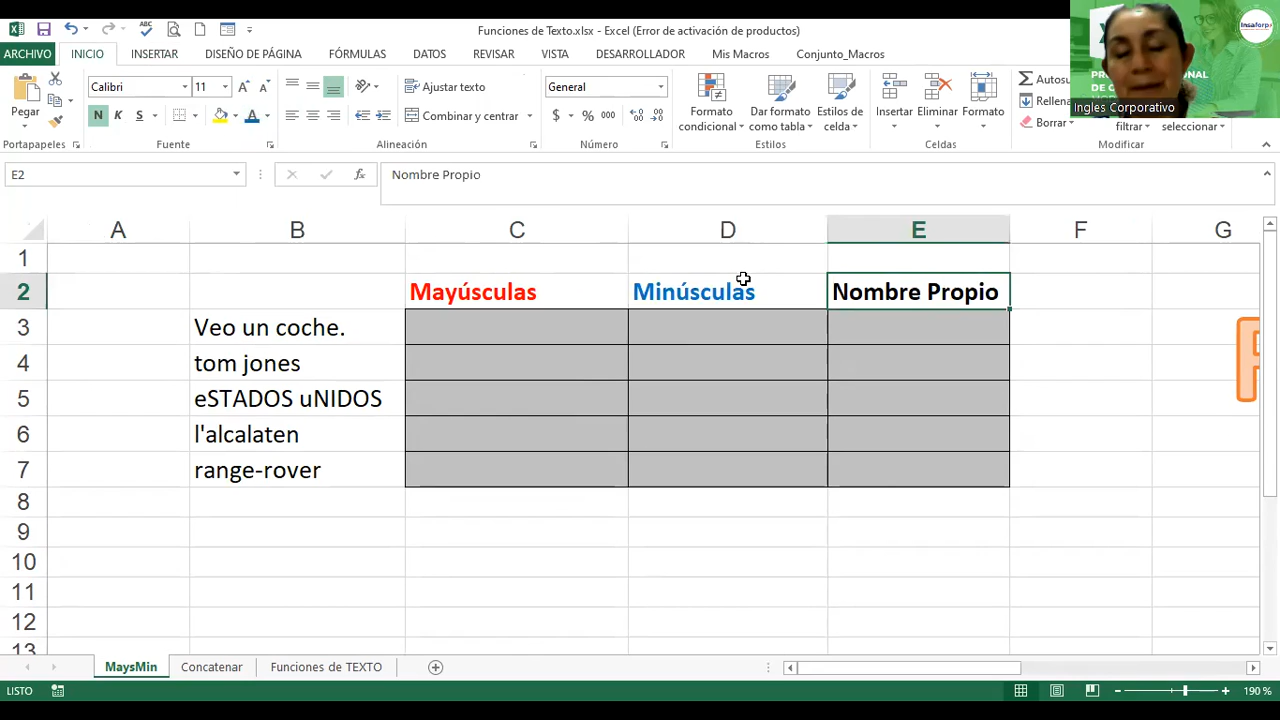 Funciones de Texto.xlsx - Excel (Error de activación de productos)
ARCHIVO INICIO INSERTAR DISEÑO DE PÁGINA FÓRMULAS DATOS REVISAR VISTA DESARROLLADOR Mis Macros Conjunto_Macros
Insaforp
Calibri 11 Ajustar texto General Autosu
Pegar Formato condicional Dar formato como tabla Estilos de celda Insertar Eliminar Formato Rellena
N K S Combinar y centrar $ % 000 Borrar filtrar seleccionar
Ingles Corporativo
Portapapeles Fuente Alineación Número Estilos Celdas Modificar
E2 fx Nombre Propio
A B C D E F G
1
2 Mayúsculas Minúsculas Nombre Propio
3 Veo un coche.
4 tom jones
5 eSTADOS uNIDOS
6 l'alcalaten
7 range-rover
8
9
10
11
12
13
MaysMin Concatenar Funciones de TEXTO
LISTO 190 %